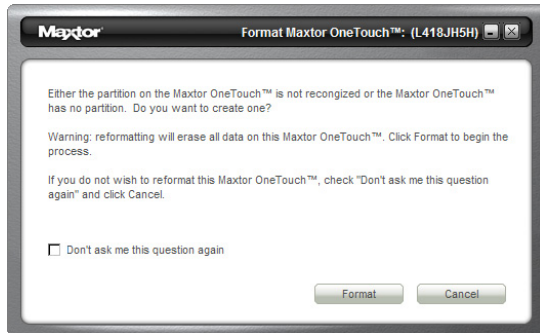 Maxtor Format Maxtor OneTouch™: (L418JH5H)
Either the partition on the Maxtor OneTouch™ is not recongized or the Maxtor OneTouch™
has no partition. Do you want to create one?
Warning: reformatting will erase all data on this Maxtor OneTouch™. Click Format to begin the
process.
If you do not wish to reformat this Maxtor OneTouch™, check "Don't ask me this question
again" and click Cancel.
Don't ask me this question again
Format Cancel